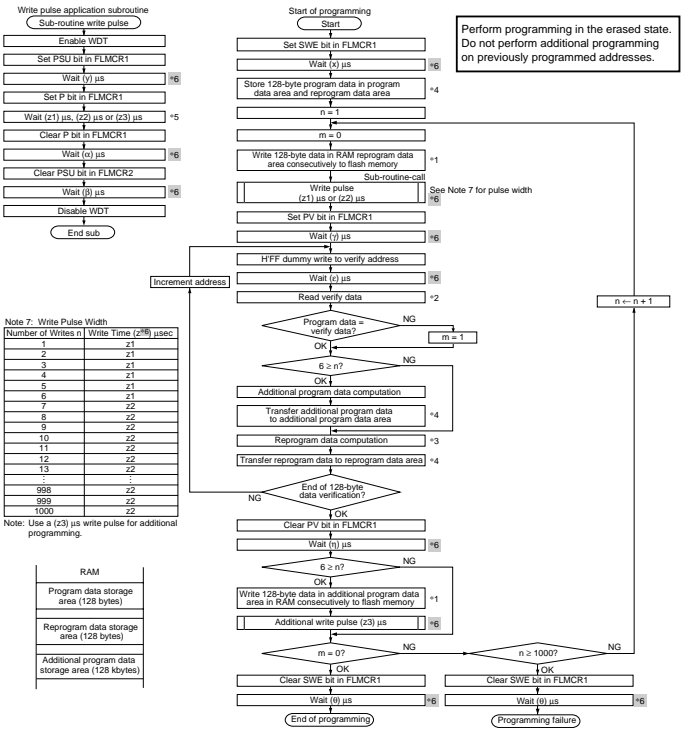 Write pulse application subroutine
Sub-routine write pulse
Enable WDT
Set PSU bit in FLMCR1
Wait (y) μs
*6
Set P bit in FLMCR1
Wait (z1) μs, (z2) μs or (z3) μs
*5
Clear P bit in FLMCR1
Wait (α) μs
*6
Clear PSU bit in FLMCR2
Wait (β) μs
*6
Disable WDT
End sub
Note 7: Write Pulse Width
Number of Writes n Write Time (z*6) μsec
1 z1
2 z1
3 z1
4 z1
5 z1
6 z1
7 z2
8 z2
9 z2
10 z2
11 z2
12 z2
13 z2
⋮ ⋮
998 z2
999 z2
1000 z2
Note: Use a (z3) μs write pulse for additional
programming.
RAM
Program data storage
area (128 bytes)
Reprogram data storage
area (128 bytes)
Additional program data
storage area (128 kbytes)
Start of programming
Start
Set SWE bit in FLMCR1
Wait (x) μs
*6
Store 128-byte program data in program
data area and reprogram data area
*4
n = 1
m = 0
Write 128-byte data in RAM reprogram data
area consecutively to flash memory
*1
Sub-routine-call
Write pulse
(z1) μs or (z2) μs
See Note 7 for pulse width
*6
Set PV bit in FLMCR1
Wait (γ) μs
*6
H'FF dummy write to verify address
Wait (ε) μs
*6
Increment address
Read verify data
*2
Program data =
verify data?
NG
m = 1
OK
6 ≥ n?
NG
OK
Additional program data computation
Transfer additional program data
to additional program data area
*4
Reprogram data computation
*3
Transfer reprogram data to reprogram data area
*4
End of 128-byte
data verification?
NG
OK
Clear PV bit in FLMCR1
Wait (η) μs
*6
6 ≥ n?
NG
OK
Write 128-byte data in additional program data
area in RAM consecutively to flash memory
*1
Additional write pulse (z3) μs
*6
m = 0?
NG
OK
Clear SWE bit in FLMCR1
Wait (θ) μs
*6
End of programming
n ≥ 1000?
NG
OK
Clear SWE bit in FLMCR1
Wait (θ) μs
*6
Programming failure
n ← n + 1
Perform programming in the erased state.
Do not perform additional programming
on previously programmed addresses.